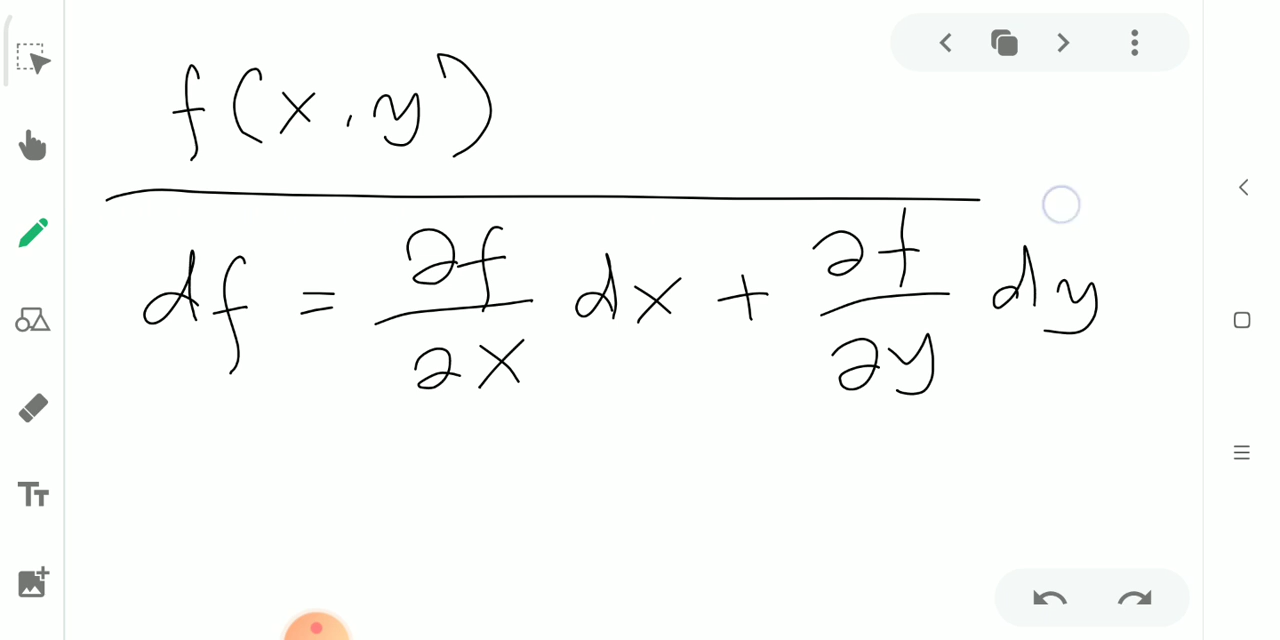 f(x,y)
df = ∂f/∂x dx + ∂f/∂y dy